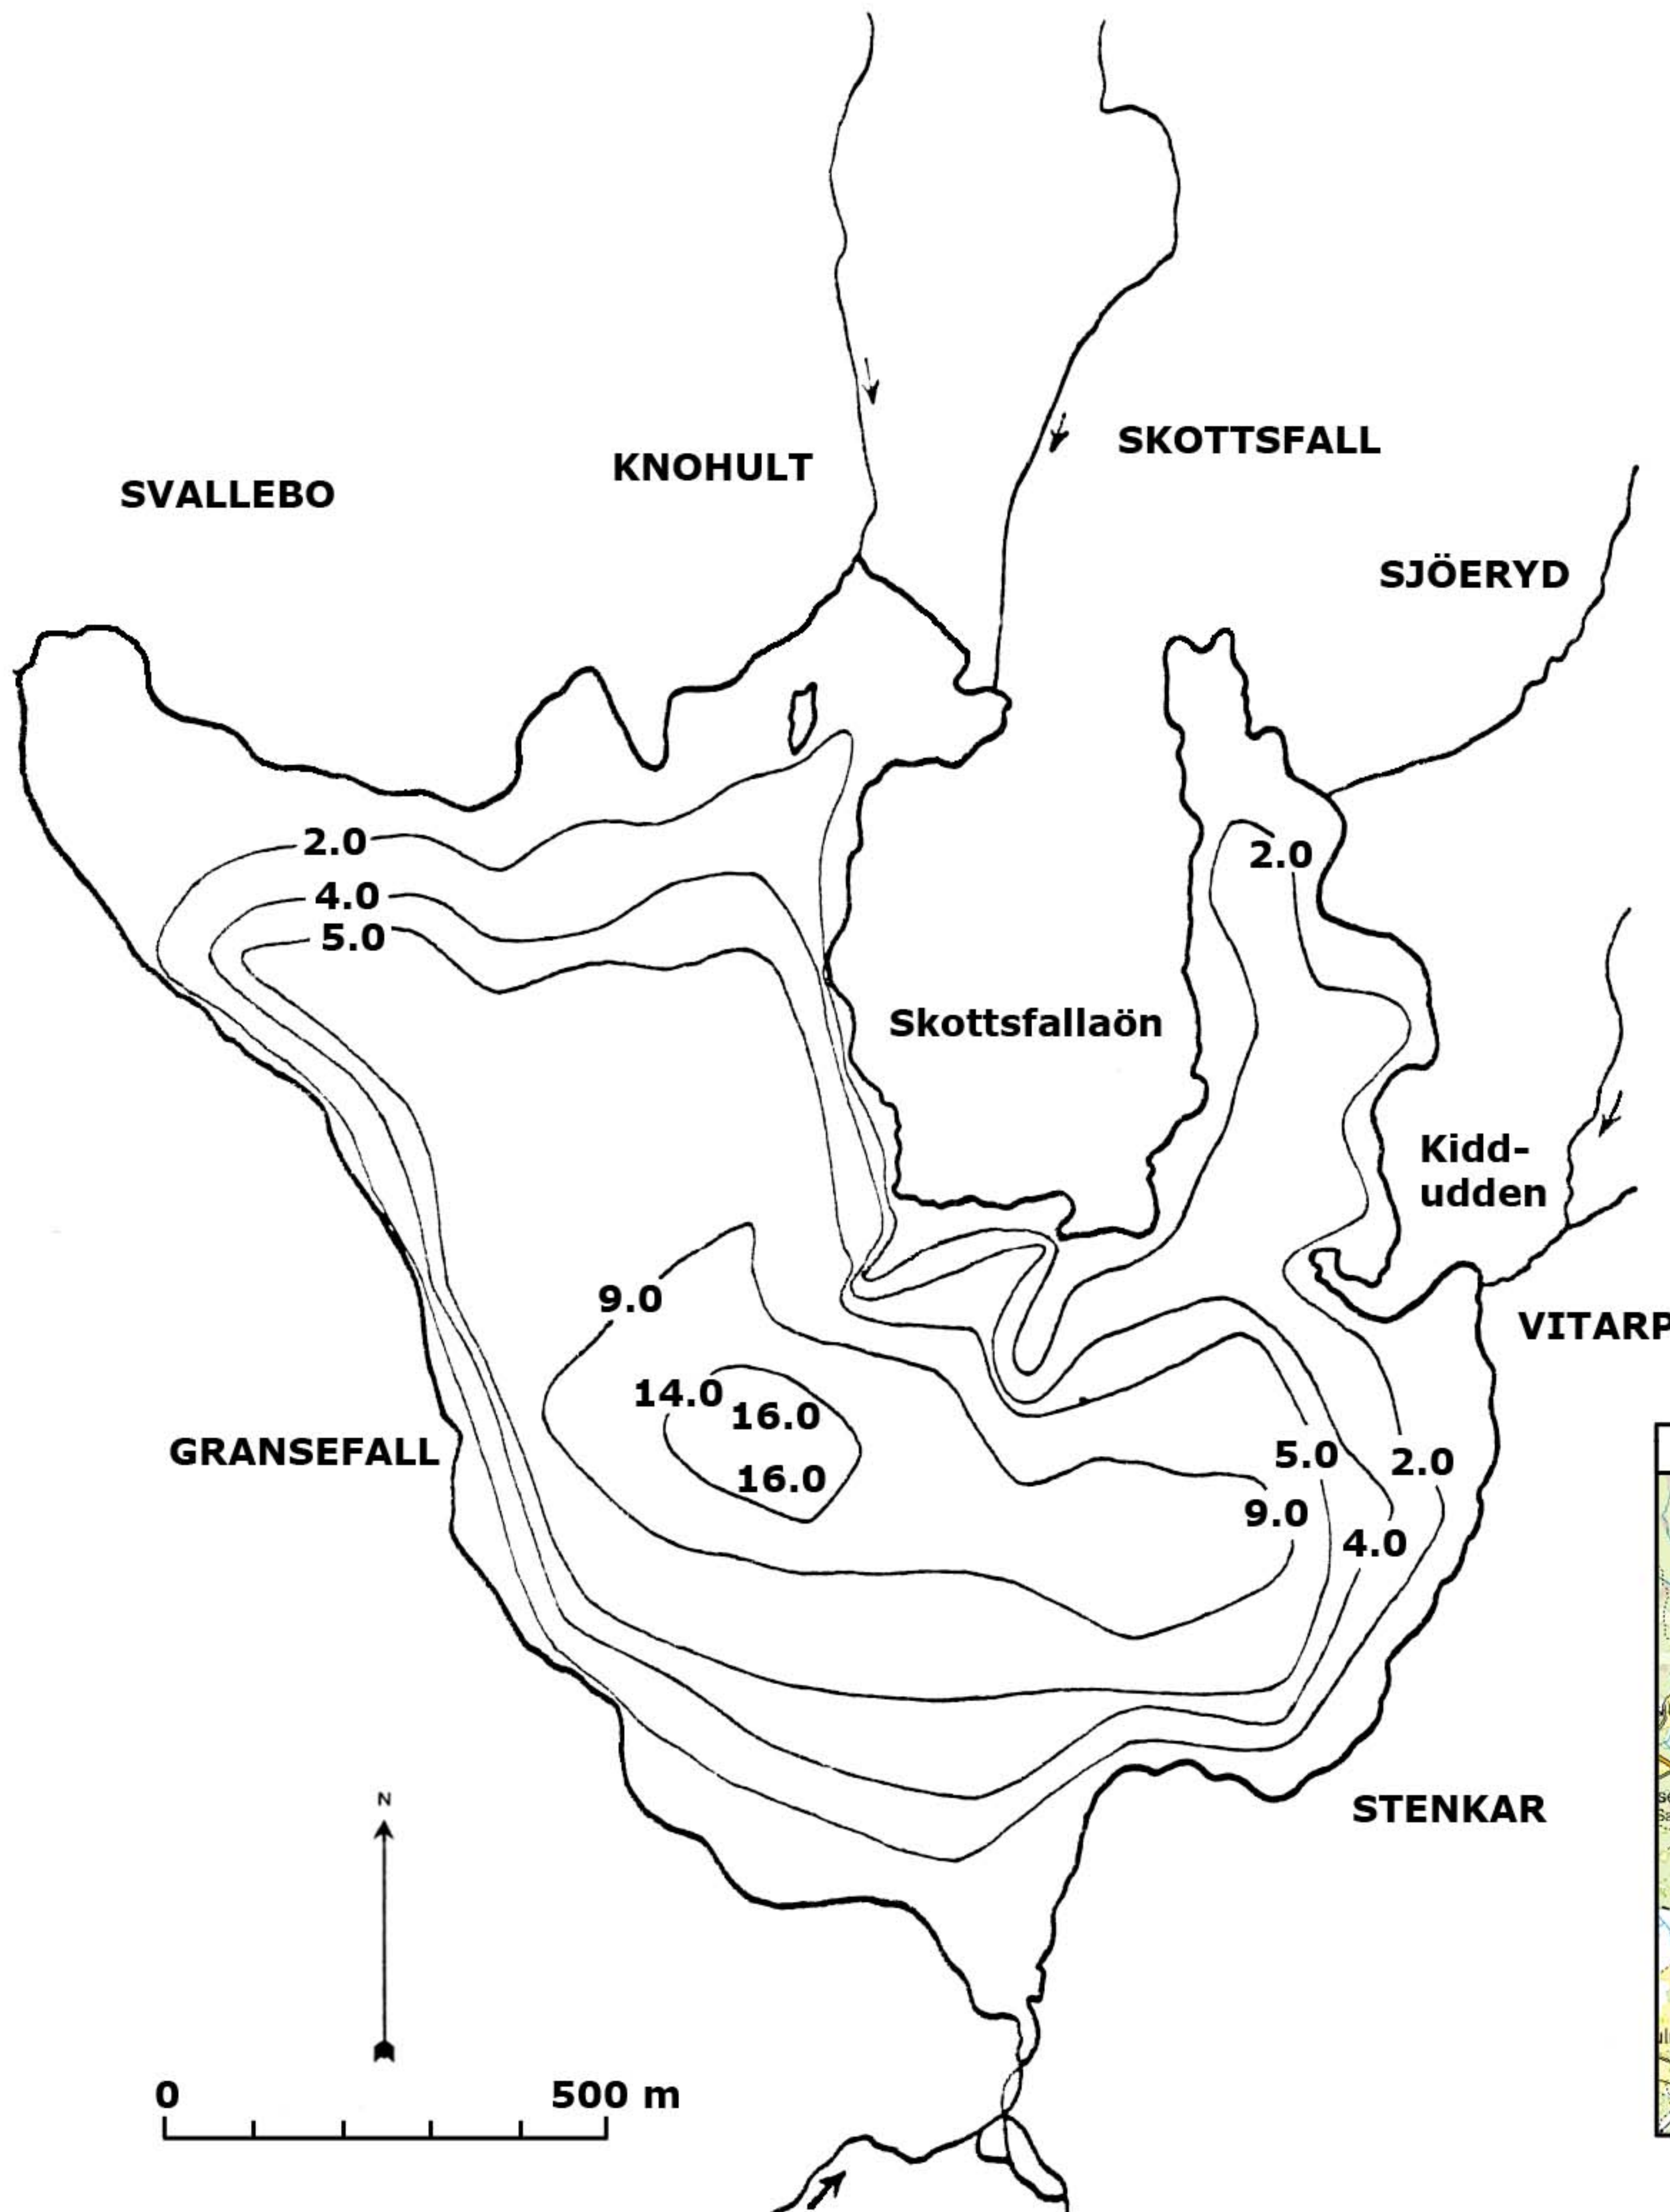 SKOTTSFALL
KNOHULT
SVALLEBO
SJÖERYD
2.0
2.0
4.0
5.0
Skottsfallaön
Kidd-
udden
9.0
VITARP
14.0
16.0
GRANSEFALL
5.0
2.0
16.0
9.0
4.0
N
STENKAR
0
500 m